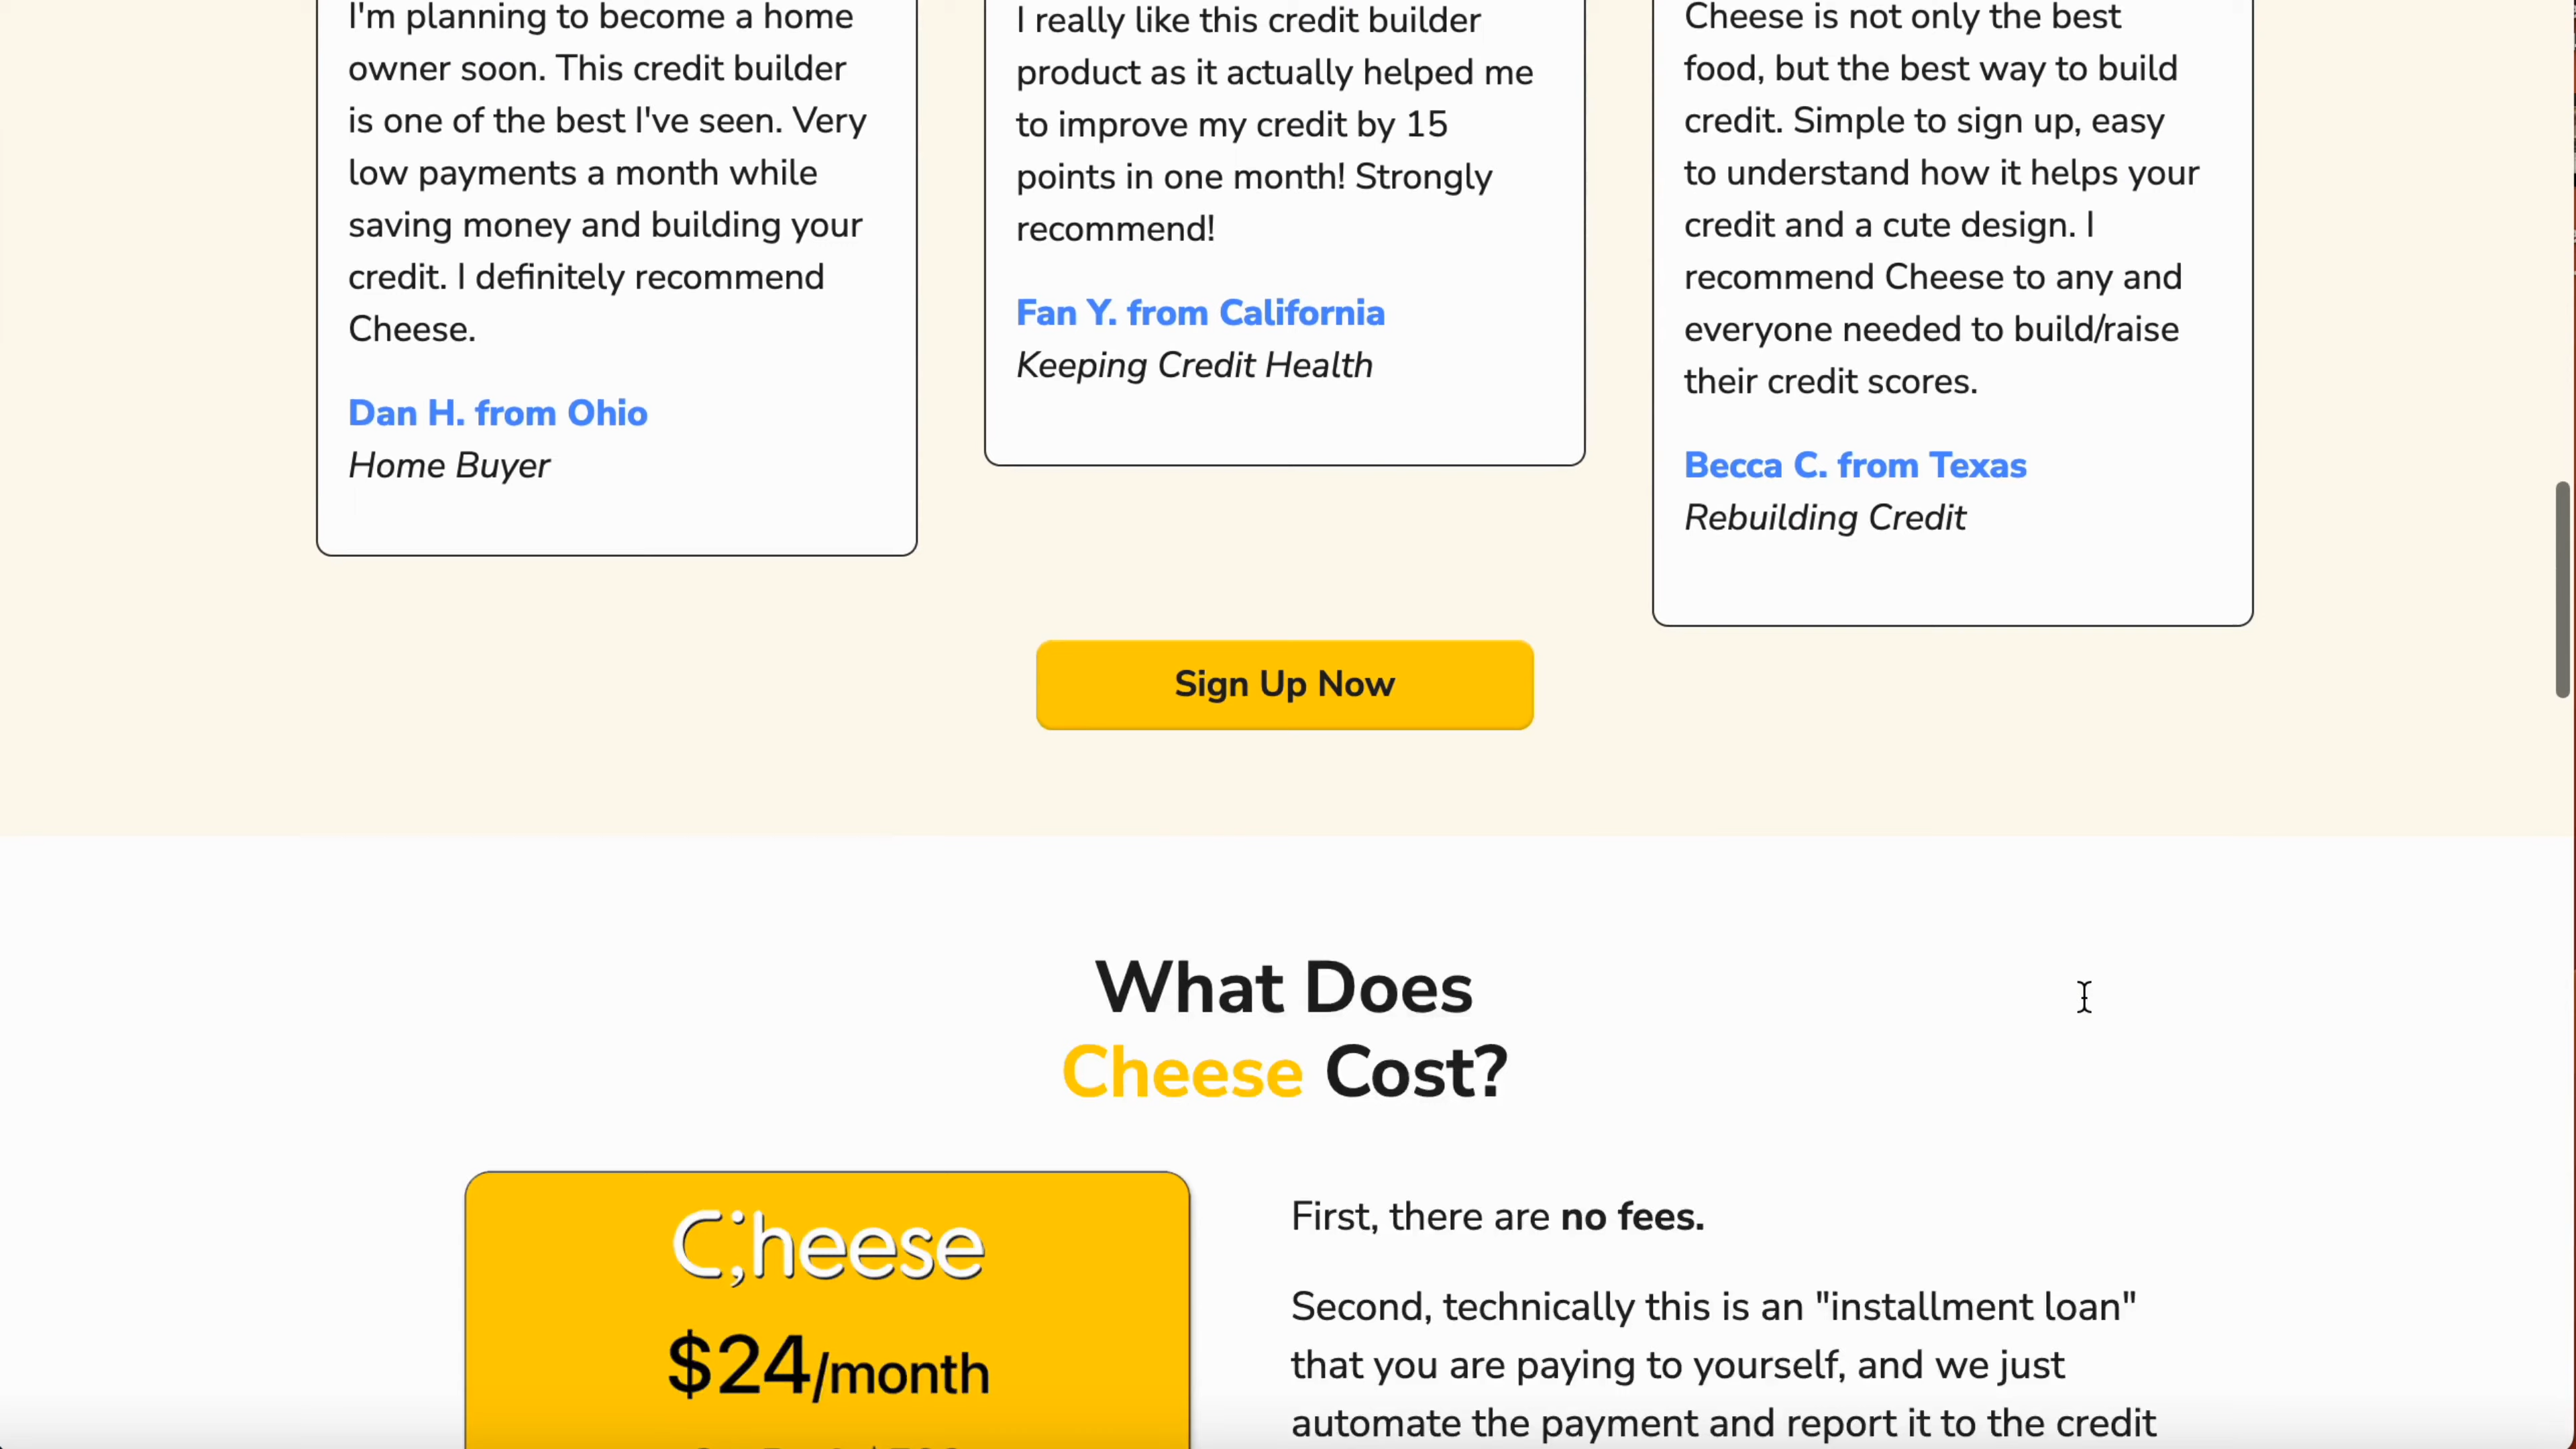 I'm planning to become a home
owner soon. This credit builder
is one of the best I've seen. Very
low payments a month while
saving money and building your
credit. I definitely recommend
Cheese.
Dan H. from Ohio
Home Buyer
I really like this credit builder
product as it actually helped me
to improve my credit by 15
points in one month! Strongly
recommend!
Fan Y. from California
Keeping Credit Health
Cheese is not only the best
food, but the best way to build
credit. Simple to sign up, easy
to understand how it helps your
credit and a cute design. I
recommend Cheese to any and
everyone needed to build/raise
their credit scores.
Becca C. from Texas
Rebuilding Credit
Sign Up Now
What Does
Cheese Cost?
C;heese
$24/month
First, there are no fees.
Second, technically this is an "installment loan"
that you are paying to yourself, and we just
automate the payment and report it to the credit